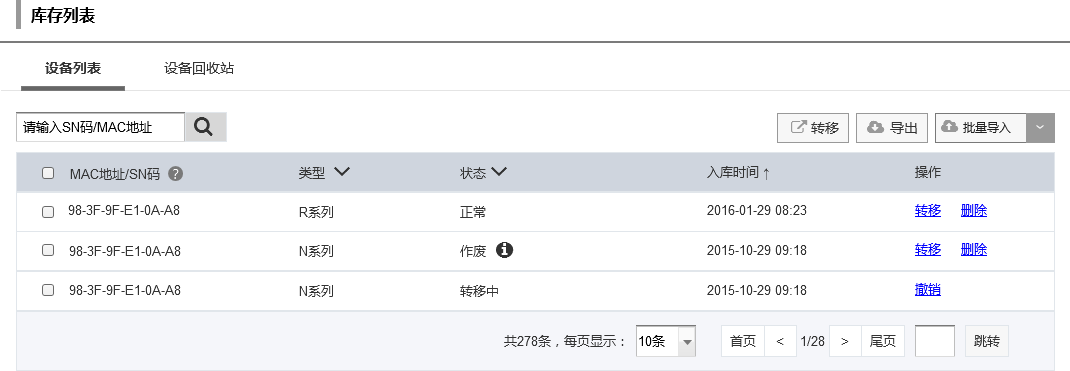 库存列表
设备列表 设备回收站
请输入SN码/MAC地址 转移 导出 批量导入
MAC地址/SN码 ? 类型 状态 入库时间↑ 操作
98-3F-9F-E1-0A-A8 R系列 正常 2016-01-29 08:23 转移 删除
98-3F-9F-E1-0A-A8 N系列 作废 2015-10-29 09:18 转移 删除
98-3F-9F-E1-0A-A8 N系列 转移中 2015-10-29 09:18 撤销
共278条，每页显示： 10条 首页 < 1/28 > 尾页 跳转